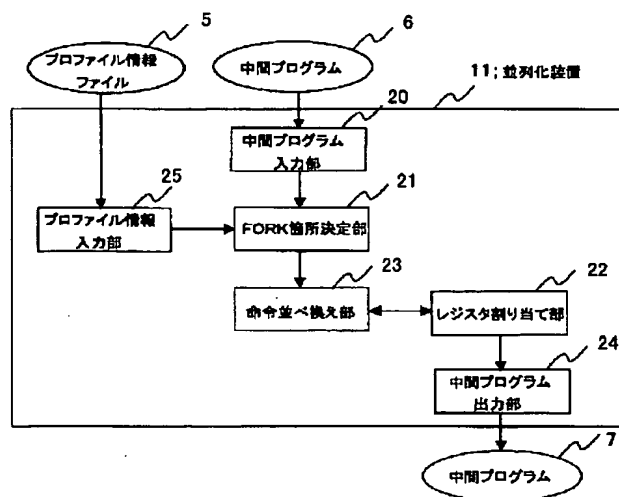 5
6
プロファイル情報
ファイル
中間プログラム
11;並列化装置
20
中間プログラム
入力部
25
21
プロファイル情報
入力部
FORK箇所決定部
23
22
命令並べ換え部
レジスタ割り当て部
24
中間プログラム
出力部
7
中間プログラム